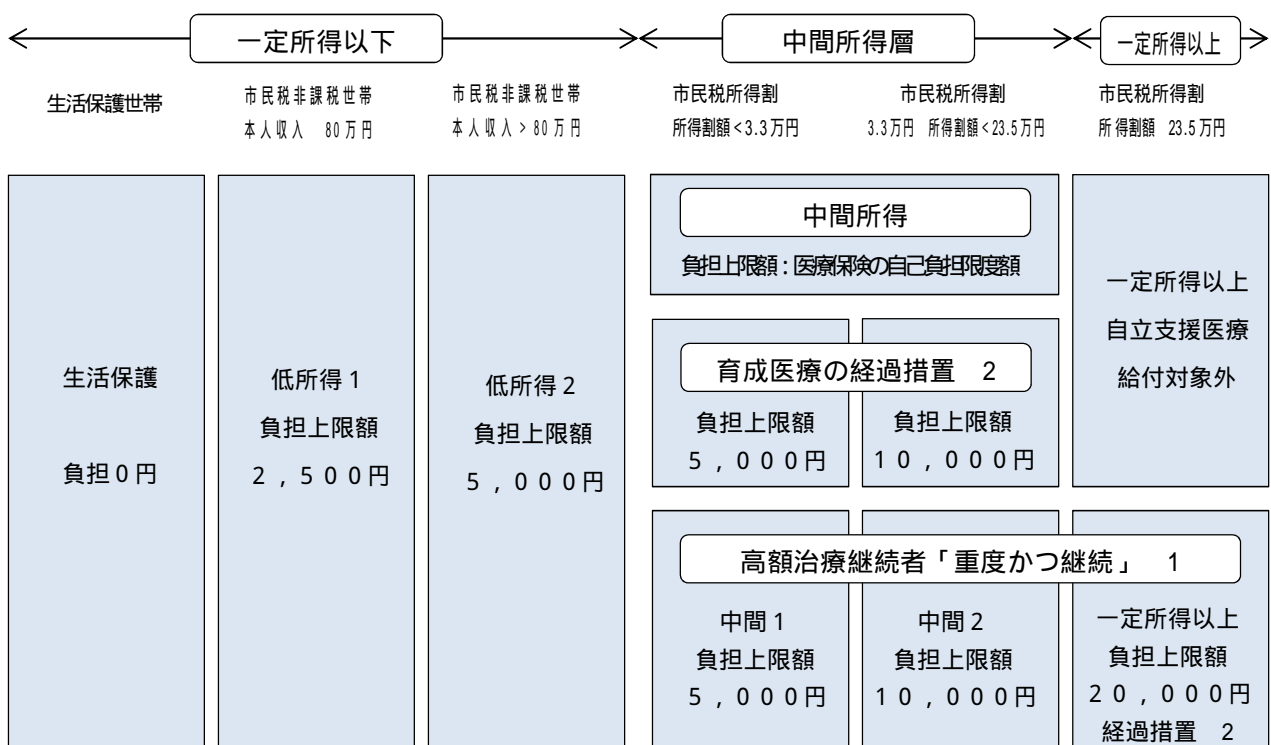 一定所得以下
中間所得層
一定所得以上
生活保護世帯
市民税非課税世帯
本人収入 80万円
市民税非課税世帯
本人収入>80万円
市民税所得割
所得割額<3.3万円
市民税所得割
3.3万円 所得割額<23.5万円
市民税所得割
所得割額 23.5万円
生活保護
負担0円
低所得1
負担上限額
2,500円
低所得2
負担上限額
5,000円
中間所得
負担上限額:医療保険の自己負担限度額
育成医療の経過措置 2
負担上限額
5,000円
負担上限額
10,000円
一定所得以上
自立支援医療
給付対象外
高額治療継続者「重度かつ継続」 1
中間1
負担上限額
5,000円
中間2
負担上限額
10,000円
一定所得以上
負担上限額
20,000円
経過措置 2